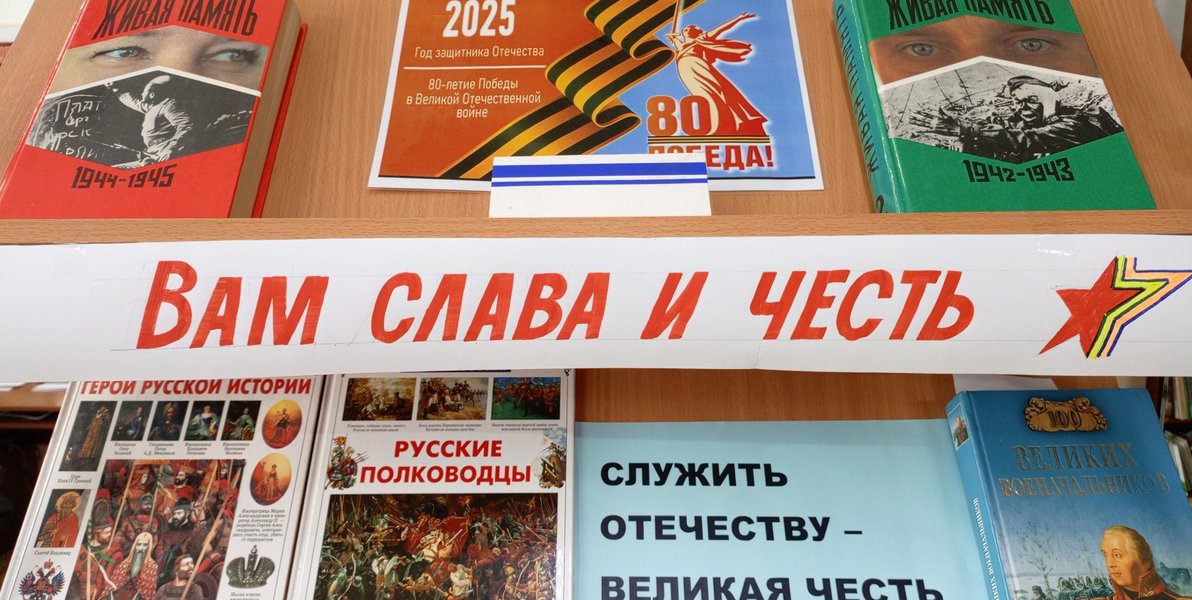 ЖИВАЯ ПАМЯТЬ
1944-1945
2025
Год защитника Отечества
80-летие Победы
в Великой Отечественной
войне
80
ПОБЕДА!
ЖИВАЯ ПАМЯТЬ
1942-1943
ВАМ СЛАВА И ЧЕСТЬ
ГЕРОИ РУССКОЙ ИСТОРИИ
РУССКИЕ
ПОЛКОВОДЦЫ
СЛУЖИТЬ
ОТЕЧЕСТВУ –
ВЕЛИКАЯ ЧЕСТЬ
100
ВЕЛИКИХ
ВОЕНАЧАЛЬНИКОВ